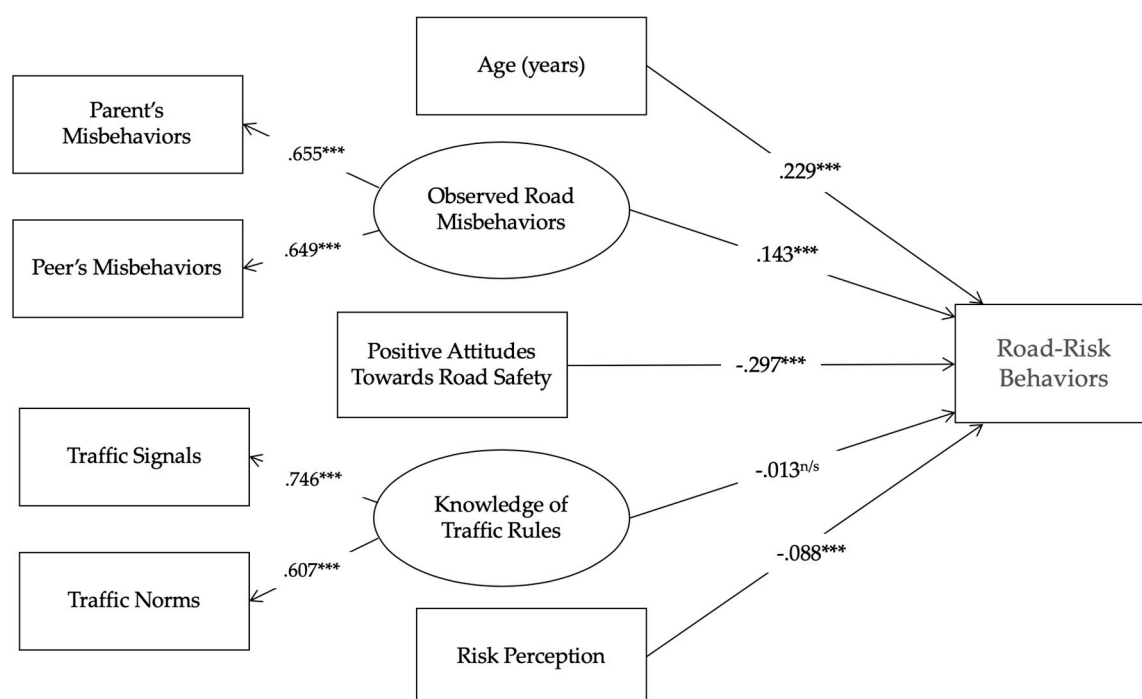 Age (years)
Parent’s
Misbehaviors
.655***
.229***
Observed Road
Misbehaviors
.649***
Peer’s Misbehaviors
.143***
Positive Attitudes
Towards Road Safety
-.297***
Road-Risk
Behaviors
Traffic Signals
.746***
-.013n/s
Knowledge of
Traffic Rules
.607***
-.088***
Traffic Norms
Risk Perception